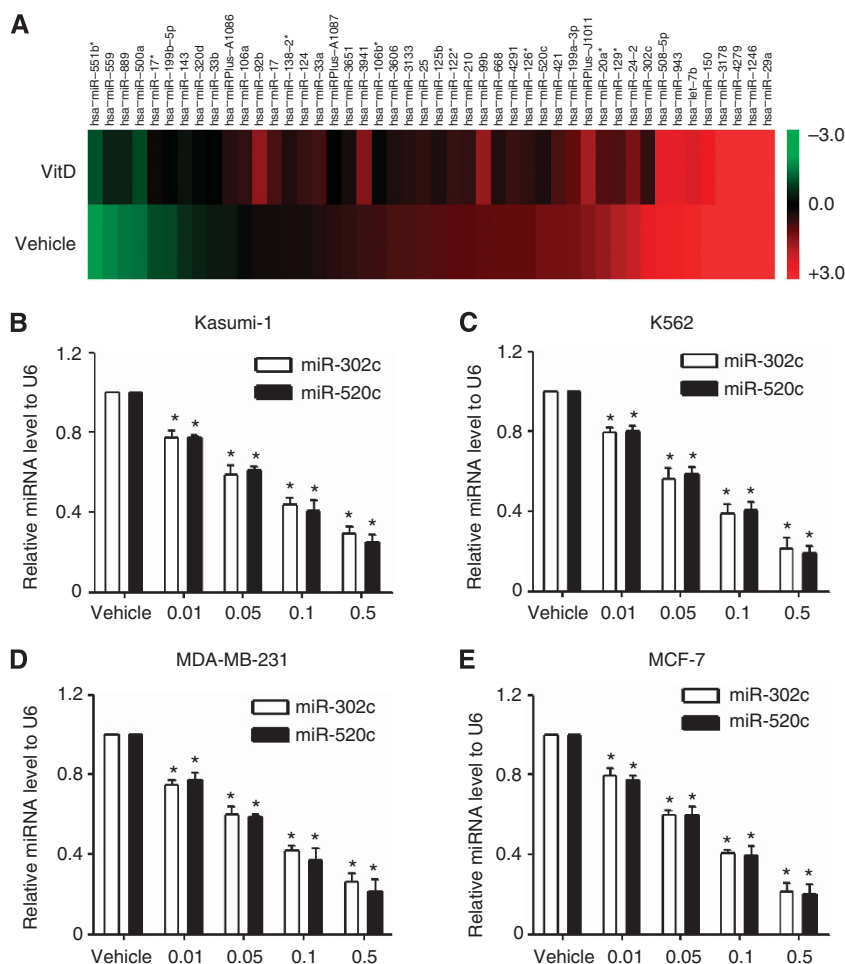 A
hsa-miR-551b*
hsa-miR-559
hsa-miR-889
hsa-miR-500a
hsa-miR-17*
hsa-miR-199b-5p
hsa-miR-143
hsa-miR-320d
hsa-miR-33b
hsa-miRPlus-A1086
hsa-miR-106a
hsa-miR-92b
hsa-miR-17
hsa-miR-138-2*
hsa-miR-124
hsa-miR-33a
hsa-miRPlus-A1087
hsa-miR-3651
hsa-miR-3941
hsa-miR-106b*
hsa-miR-3606
hsa-miR-3133
hsa-miR-25
hsa-miR-125b
hsa-miR-122*
hsa-miR-210
hsa-miR-99b
hsa-miR-668
hsa-miR-4291
hsa-miR-126*
hsa-miR-520c
hsa-miR-421
hsa-miR-199a-3p
hsa-miRPlus-J1011
hsa-miR-20a*
hsa-miR-129*
hsa-miR-24-2
hsa-miR-302c
hsa-miR-508-5p
hsa-miR-943
hsa-let-7b
hsa-miR-150
hsa-miR-3178
hsa-miR-4279
hsa-miR-1246
hsa-miR-29a
VitD
Vehicle
–3.0
0.0
+3.0
B
Kasumi-1
Relative miRNA level to U6
1.2
0.8
0.4
0
miR-302c
miR-520c
* *
* *
* *
* *
Vehicle 0.01 0.05 0.1 0.5
C
K562
Relative miRNA level to U6
1.2
0.8
0.4
0
miR-302c
miR-520c
* *
* *
* *
* *
Vehicle 0.01 0.05 0.1 0.5
D
MDA-MB-231
Relative miRNA level to U6
1.2
0.8
0.4
0
miR-302c
miR-520c
* *
* *
* *
* *
Vehicle 0.01 0.05 0.1 0.5
E
MCF-7
Relative miRNA level to U6
1.2
0.8
0.4
0
miR-302c
miR-520c
* *
* *
* *
* *
Vehicle 0.01 0.05 0.1 0.5